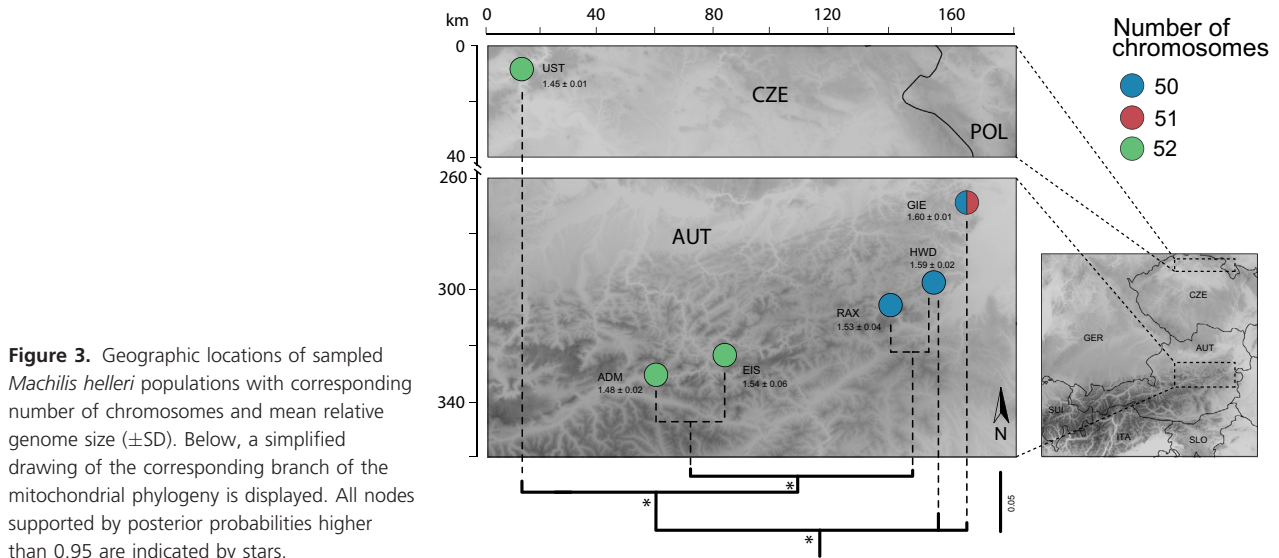 km
0 40 80 120 160
0
40
260
300
340
UST
1.45 ± 0.01
CZE
POL
AUT
GIE
1.60 ± 0.01
HWD
1.59 ± 0.02
RAX
1.53 ± 0.04
ADM
1.48 ± 0.02
EIS
1.54 ± 0.06
N
*
*
*
0.05
Number of
chromosomes
50
51
52
CZE
GER
AUT
SUI
ITA
SLO
Figure 3. Geographic locations of sampled
Machilis helleri populations with corresponding
number of chromosomes and mean relative
genome size (±SD). Below, a simplified
drawing of the corresponding branch of the
mitochondrial phylogeny is displayed. All nodes
supported by posterior probabilities higher
than 0.95 are indicated by stars.